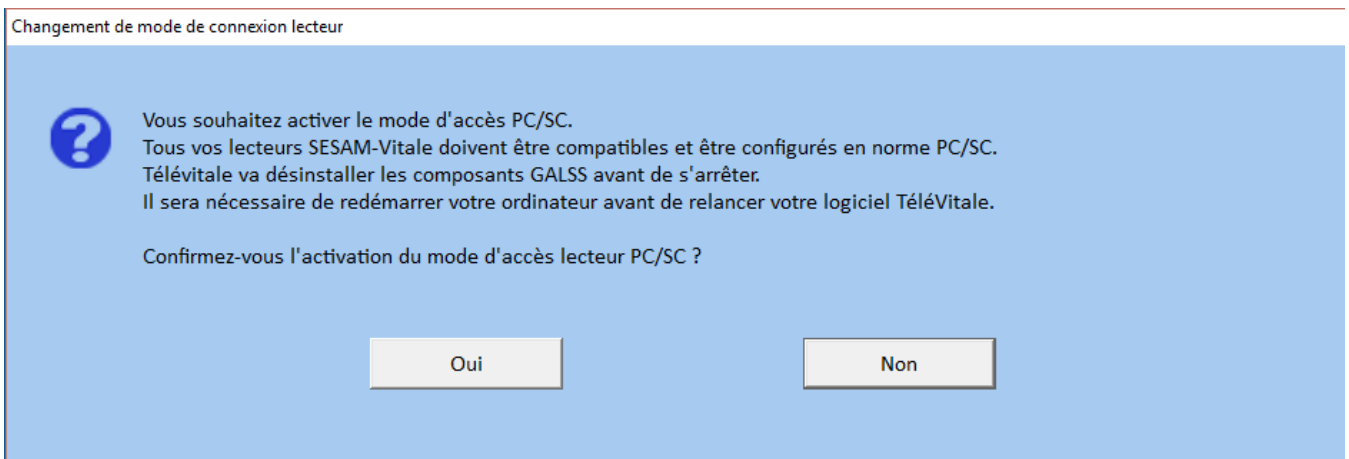 Changement de mode de connexion lecteur
Vous souhaitez activer le mode d'accès PC/SC.
Tous vos lecteurs SESAM-Vitale doivent être compatibles et être configurés en norme PC/SC.
Télévitale va désinstaller les composants GALSS avant de s'arrêter.
Il sera nécessaire de redémarrer votre ordinateur avant de relancer votre logiciel TéléVitale.
Confirmez-vous l'activation du mode d'accès lecteur PC/SC ?
Oui
Non